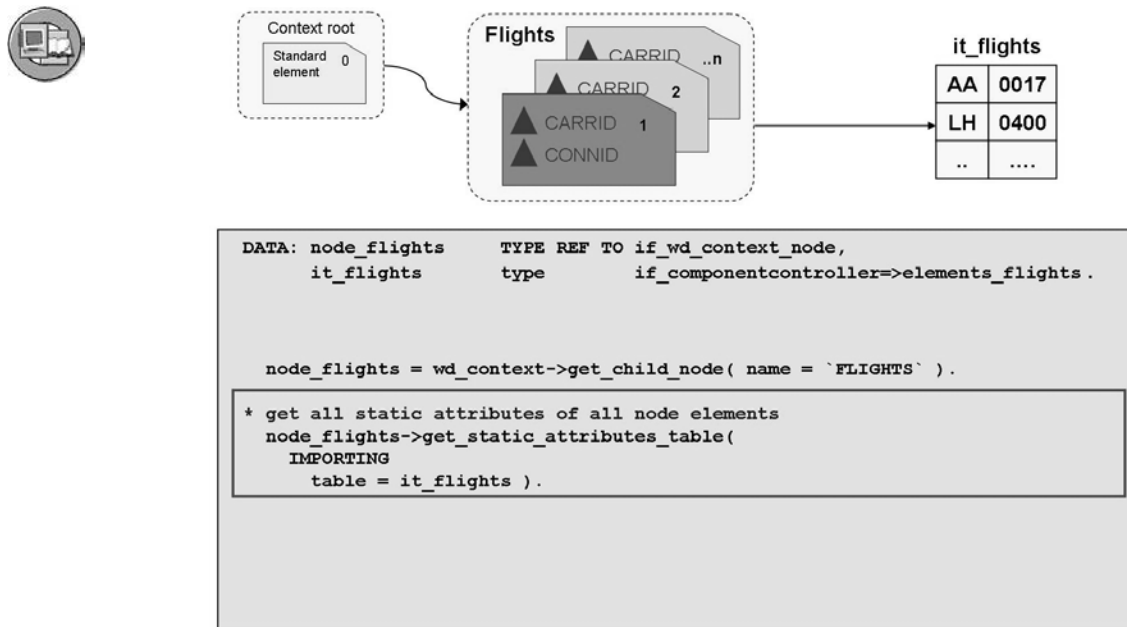 Context root
Standard element 0
Flights
CARRID ..n
CARRID 2
CARRID 1
CONNID
it_flights
AA 0017
LH 0400
.. ....
DATA: node_flights TYPE REF TO if_wd_context_node,
it_flights type if_componentcontroller=>elements_flights.
node_flights = wd_context->get_child_node( name = `FLIGHTS` ).
* get all static attributes of all node elements
node_flights->get_static_attributes_table(
IMPORTING
table = it_flights ).